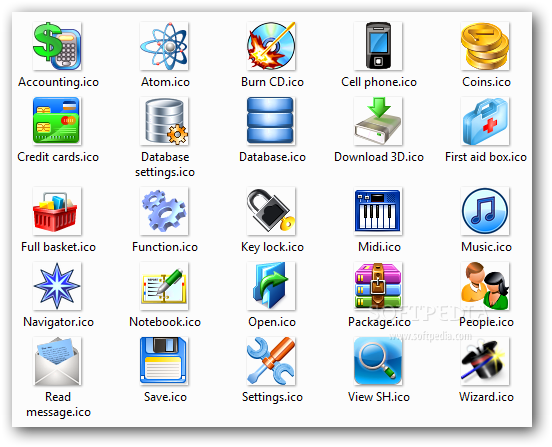 Accounting.ico
Atom.ico
Burn CD.ico
Cell phone.ico
Coins.ico
Credit cards.ico
Database
settings.ico
Database.ico
Download 3D.ico
First aid box.ico
Full basket.ico
Function.ico
Key lock.ico
Midi.ico
Music.ico
SOFTPEDIA
www.softpedia.com
Navigator.ico
Notebook.ico
Open.ico
Package.ico
People.ico
Read
message.ico
Save.ico
Settings.ico
View SH.ico
Wizard.ico